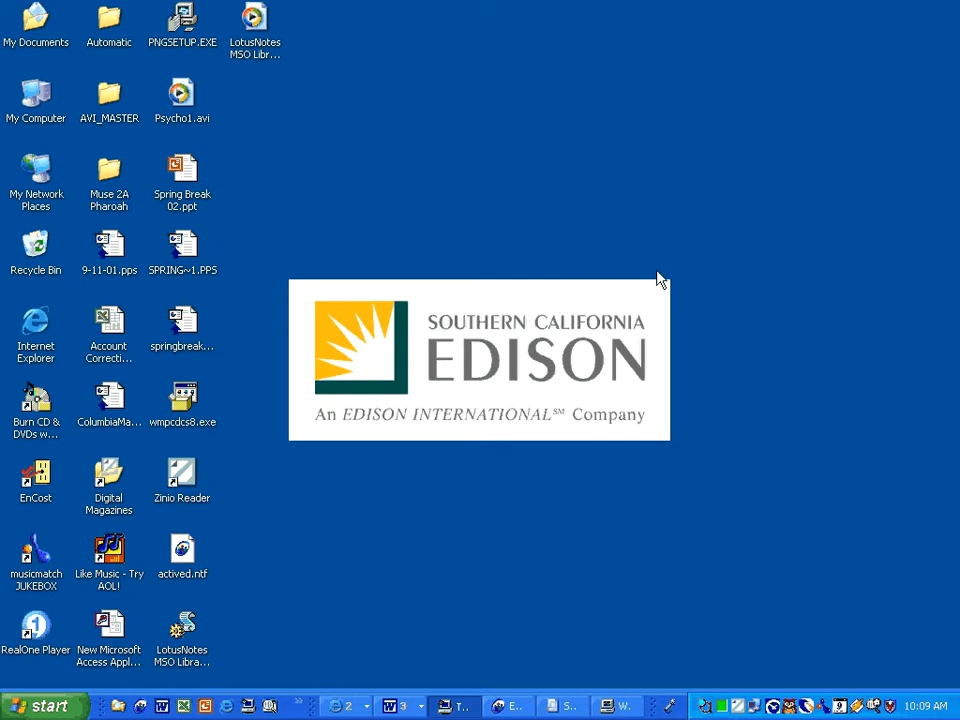 My Documents
Automatic
PNGSETUP.EXE
LotusNotes
MSO Libr...
My Computer
AVI_MASTER
Psycho1.avi
My Network
Places
Muse 2A
Pharoah
Spring Break
02.ppt
Recycle Bin
9-11-01.pps
SPRING~1.PPS
Internet
Explorer
Account
Correcti...
springbreak...
Burn CD &
DVDs w...
ColumbiaMa...
wmpcdcs8.exe
EnCost
Digital
Magazines
Zinio Reader
musicmatch
JUKEBOX
Like Music - Try
AOL!
actived.ntf
RealOne Player
New Microsoft
Access Appl...
LotusNotes
MSO Libra...
SOUTHERN CALIFORNIA
EDISON
An EDISON INTERNATIONAL℠ Company
start
2
3
T..
E..
S..
W.
10:09 AM